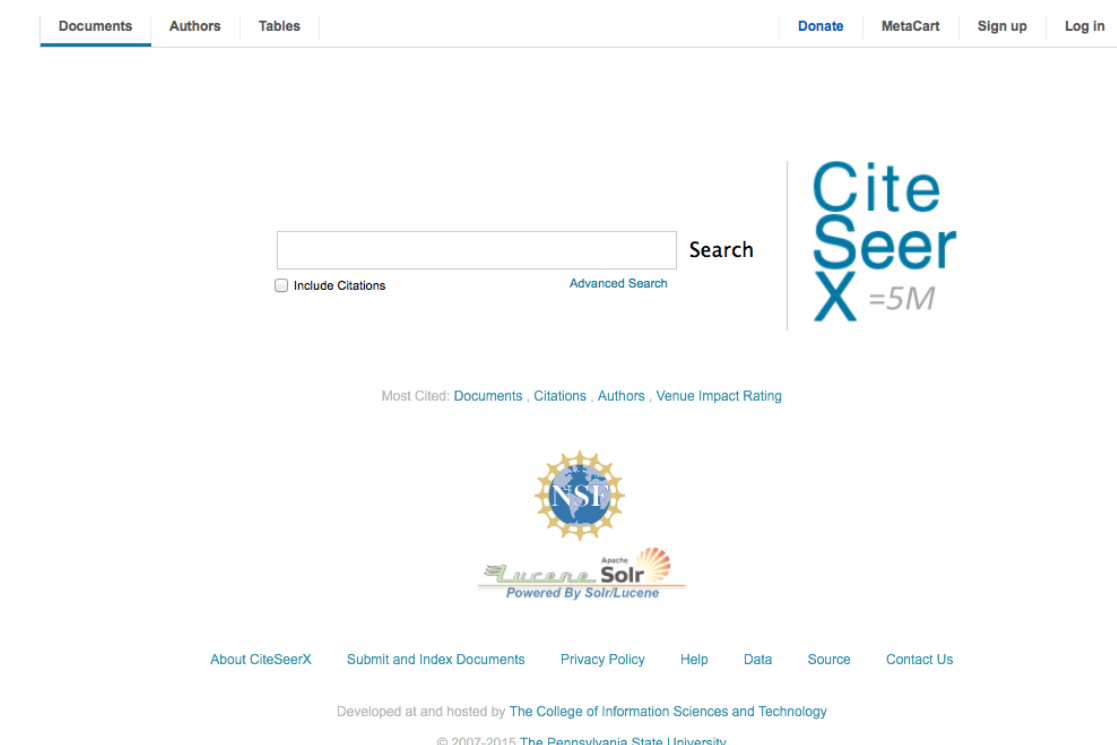 Documents Authors Tables Donate MetaCart Sign up Log in
Cite
Seer
X =5M
Search
Include Citations Advanced Search
Most Cited: Documents , Citations , Authors , Venue Impact Rating
NSF
Apache
Lucene Solr
Powered By Solr/Lucene
About CiteSeerX Submit and Index Documents Privacy Policy Help Data Source Contact Us
Developed at and hosted by The College of Information Sciences and Technology
© 2007-2015 The Pennsylvania State University